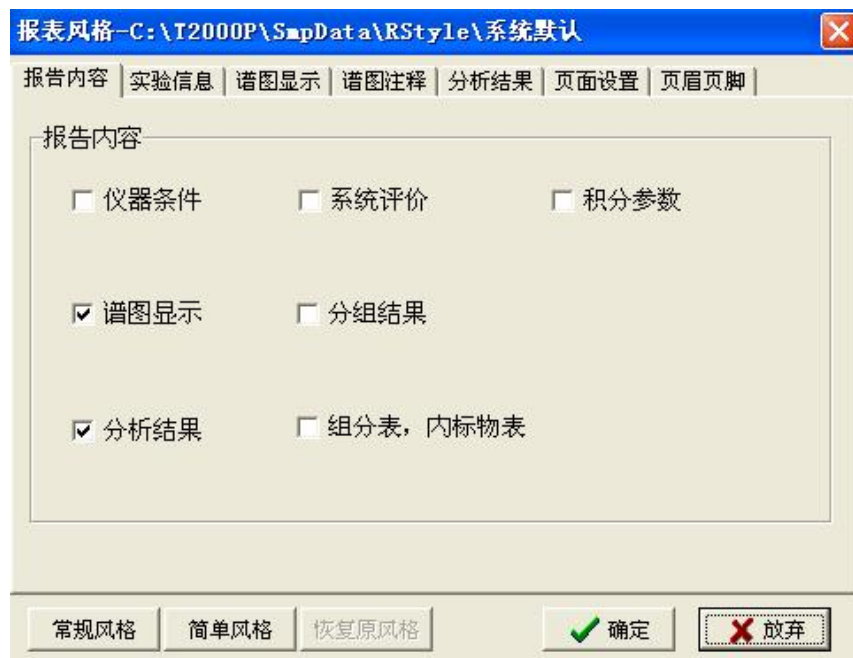 报表风格-C:\T2000P\SmpData\RStyle\系统默认
报告内容 实验信息 谱图显示 谱图注释 分析结果 页面设置 页眉页脚
报告内容
仪器条件 系统评价 积分参数
谱图显示 分组结果
分析结果 组分表，内标物表
常规风格 简单风格 恢复原风格 确定 放弃